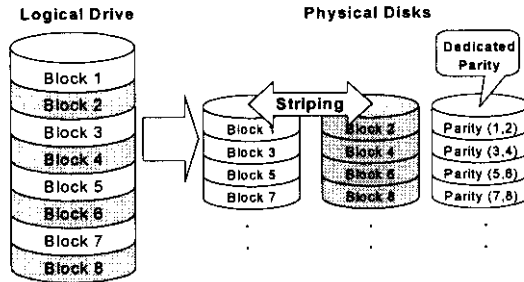 Logical Drive
Physical Disks
Dedicated
Parity
Striping
Block 1
Block 2
Block 3
Block 4
Block 5
Block 6
Block 7
Block 8
Block 1
Block 3
Block 5
Block 7
Block 2
Block 4
Block 6
Block 8
Parity (1,2)
Parity (3,4)
Parity (5,6)
Parity (7,8)